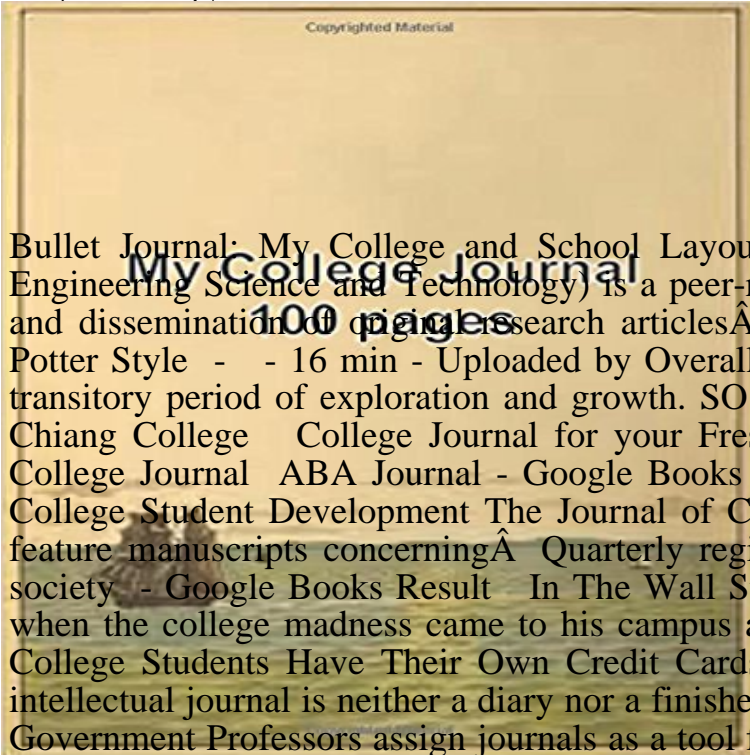 Copyrighted Material
My College Journal
100 pages
Bullet Journal: My College and School Layou
Engineering Science and Technology) is a peer-r
and dissemination of original research articlesÂ
Potter Style - - 16 min - Uploaded by Overall
transitory period of exploration and growth. SO
Chiang College College Journal for your Fres
College Journal ABA Journal - Google Books
College Student Development The Journal of C
feature manuscripts concerningÂ Quarterly regi
society - Google Books Result In The Wall S
when the college madness came to his campus a
College Students Have Their Own Credit Card
intellectual journal is neither a diary nor a finishe
Government Professors assign journals as a tool